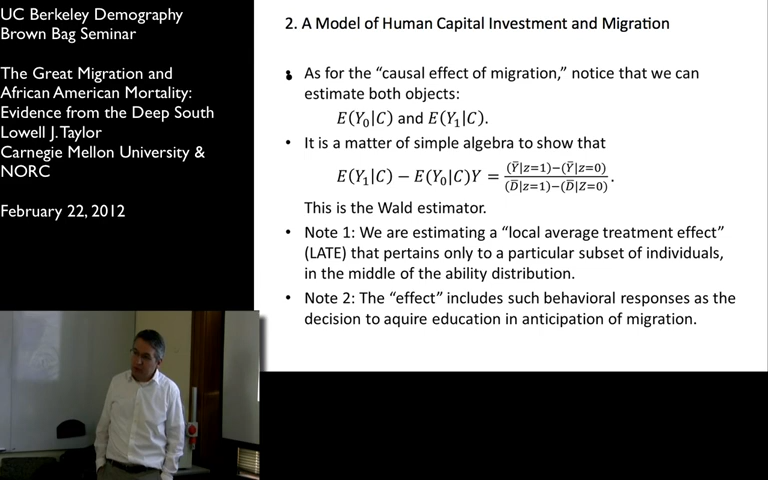 UC Berkeley Demography
Brown Bag Seminar
The Great Migration and
African American Mortality:
Evidence from the Deep South
Lowell J. Taylor
Carnegie Mellon University &
NORC
February 22, 2012
2. A Model of Human Capital Investment and Migration
• As for the “causal effect of migration,” notice that we can
estimate both objects:
E(Y₀|C) and E(Y₁|C).
• It is a matter of simple algebra to show that
E(Y₁|C) − E(Y₀|C)Y = (Ȳ|z=1)−(Ȳ|z=0) / (D̄|z=1)−(D̄|Z=0).
This is the Wald estimator.
• Note 1: We are estimating a “local average treatment effect”
(LATE) that pertains only to a particular subset of individuals,
in the middle of the ability distribution.
• Note 2: The “effect” includes such behavioral responses as the
decision to aquire education in anticipation of migration.